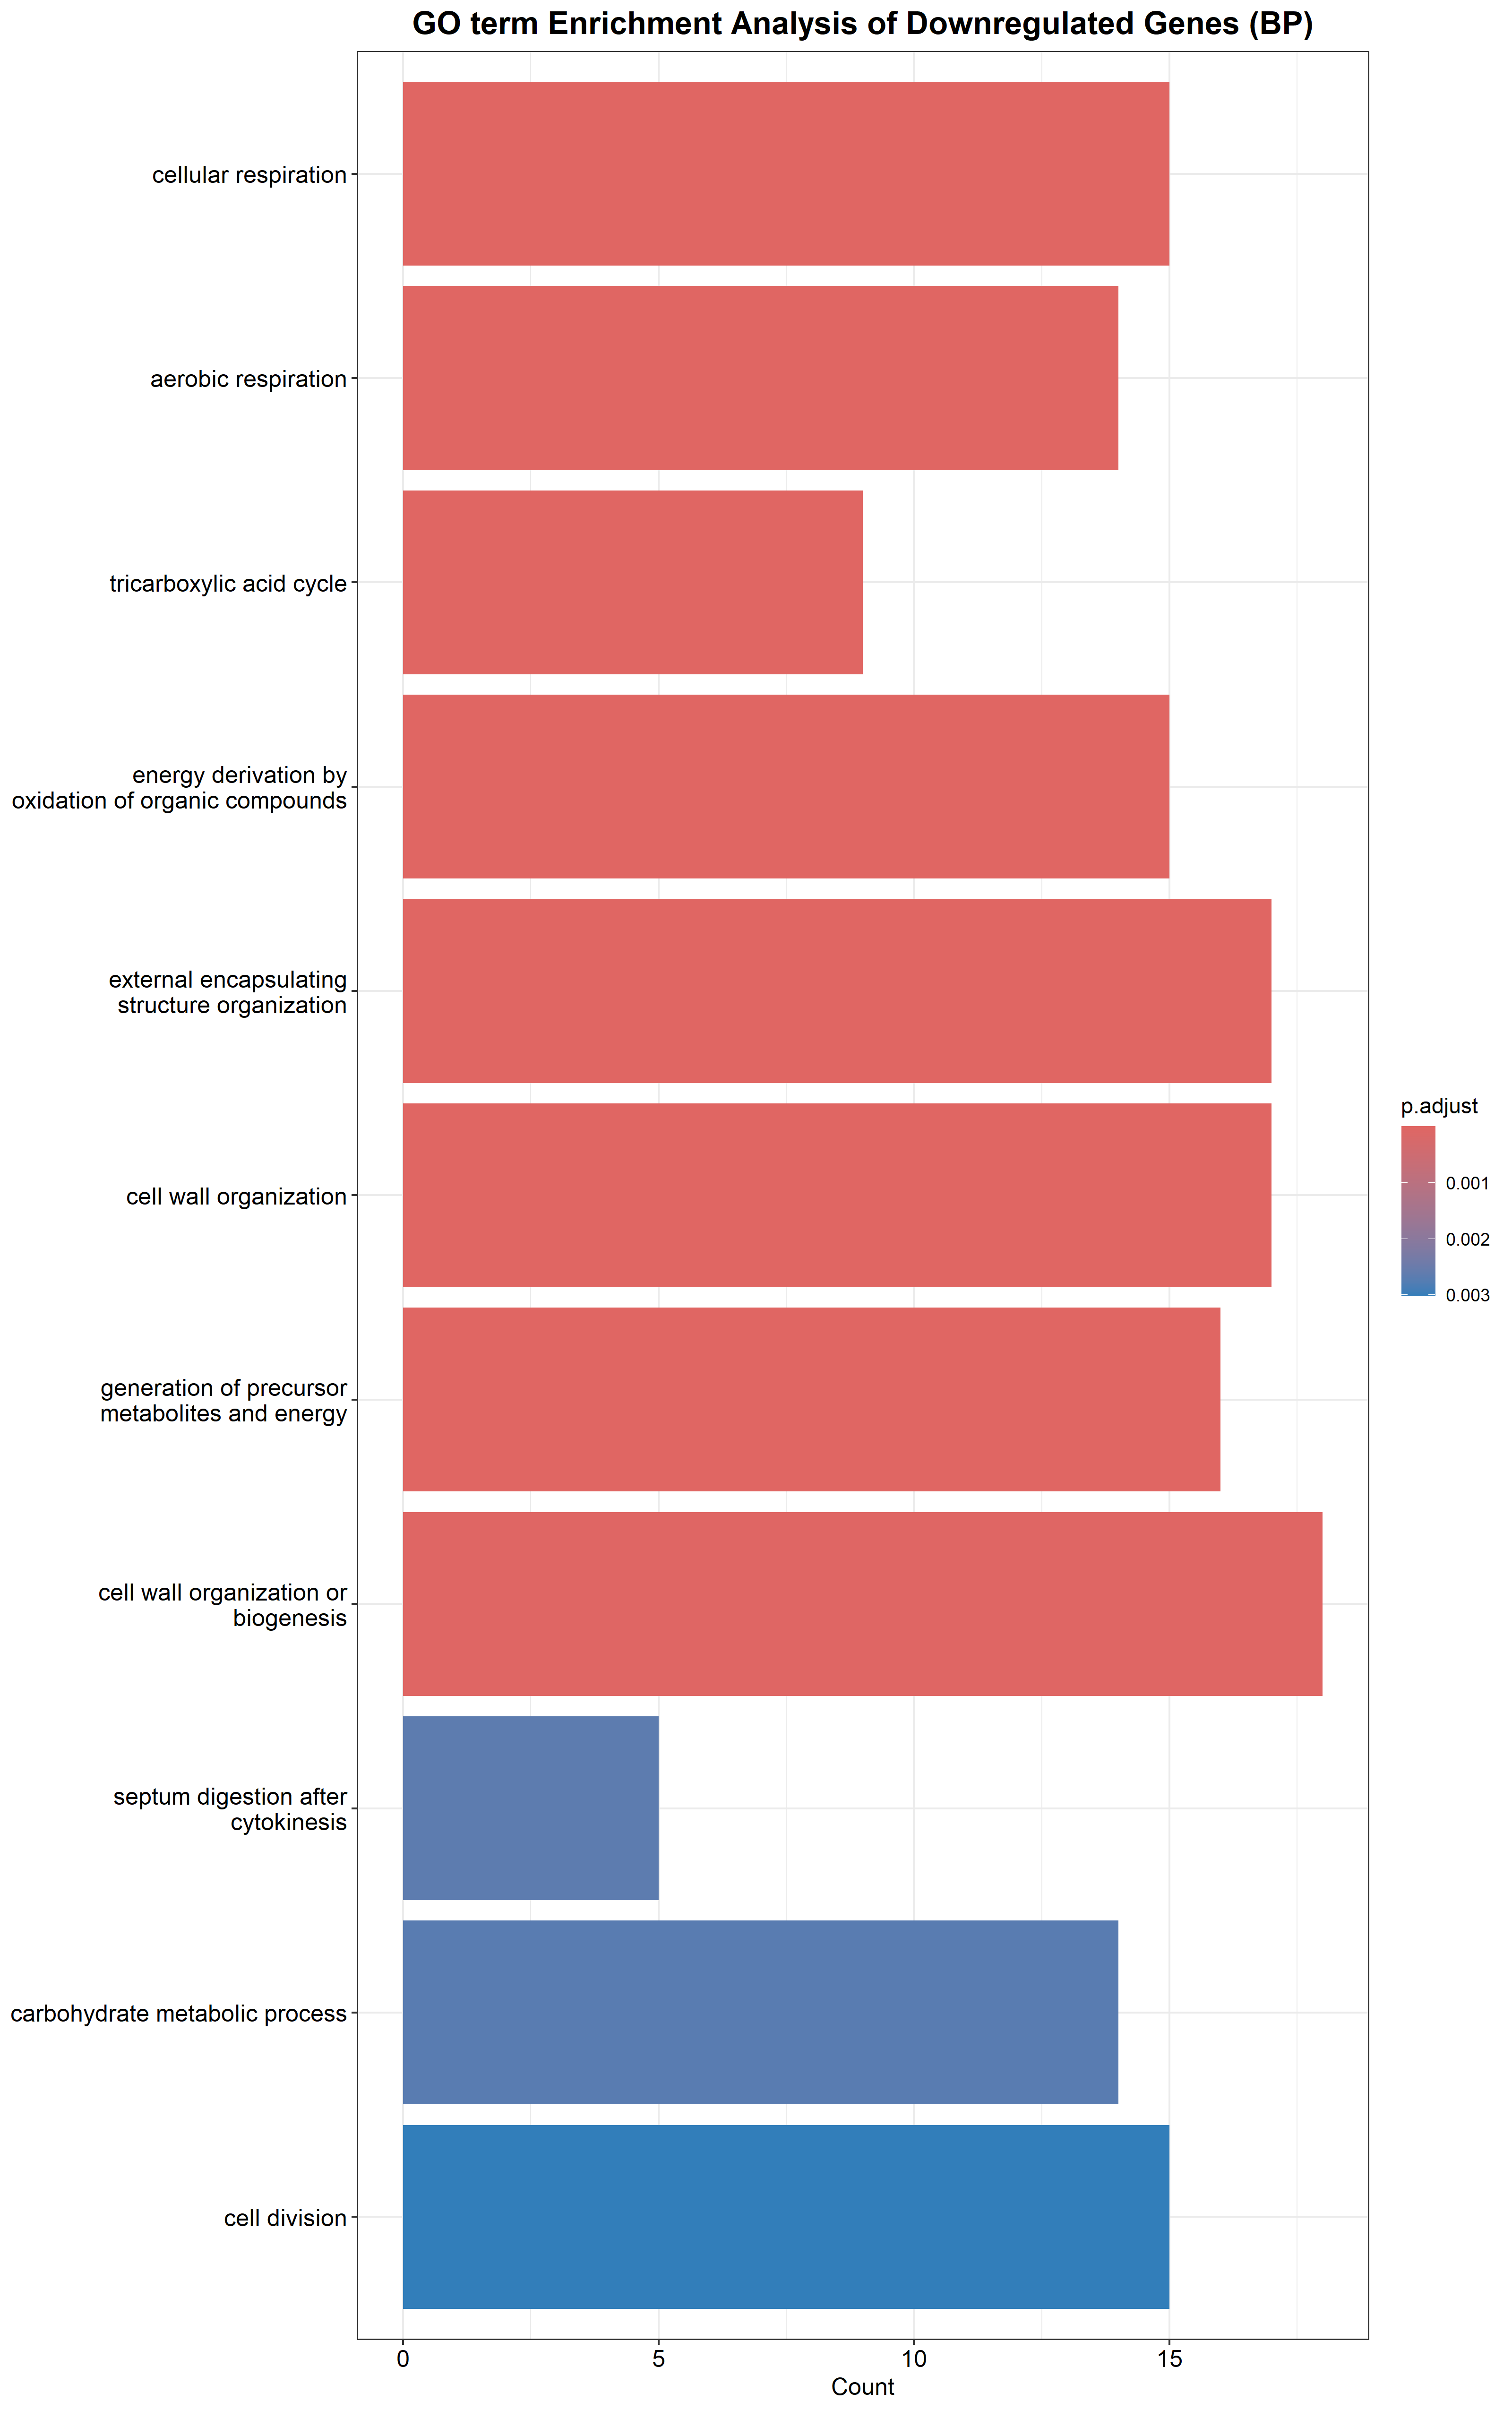 GO term Enrichment Analysis of Downregulated Genes (BP)
cellular respiration
aerobic respiration
tricarboxylic acid cycle
energy derivation by
oxidation of organic compounds
external encapsulating
structure organization
cell wall organization
generation of precursor
metabolites and energy
cell wall organization or
biogenesis
septum digestion after
cytokinesis
carbohydrate metabolic process
cell division
0 5 10 15
Count
p.adjust
0.001
0.002
0.003